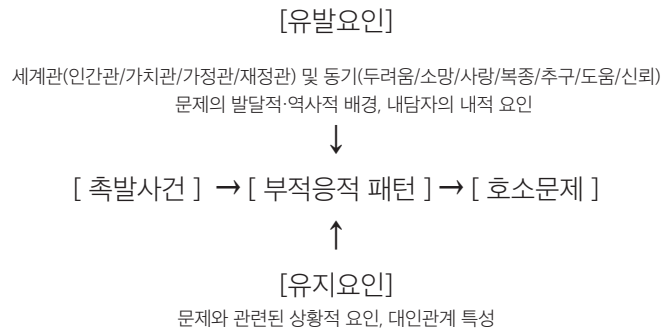 [유발요인]
세계관(인간관/가치관/가정관/재정관) 및 동기(두려움/소망/사랑/복종/추구/도움/신뢰)
문제의 발달적·역사적 배경, 내담자의 내적 요인
↓
[ 촉발사건 ] → [ 부적응적 패턴 ] → [ 호소문제 ]
↑
[유지요인]
문제와 관련된 상황적 요인, 대인관계 특성